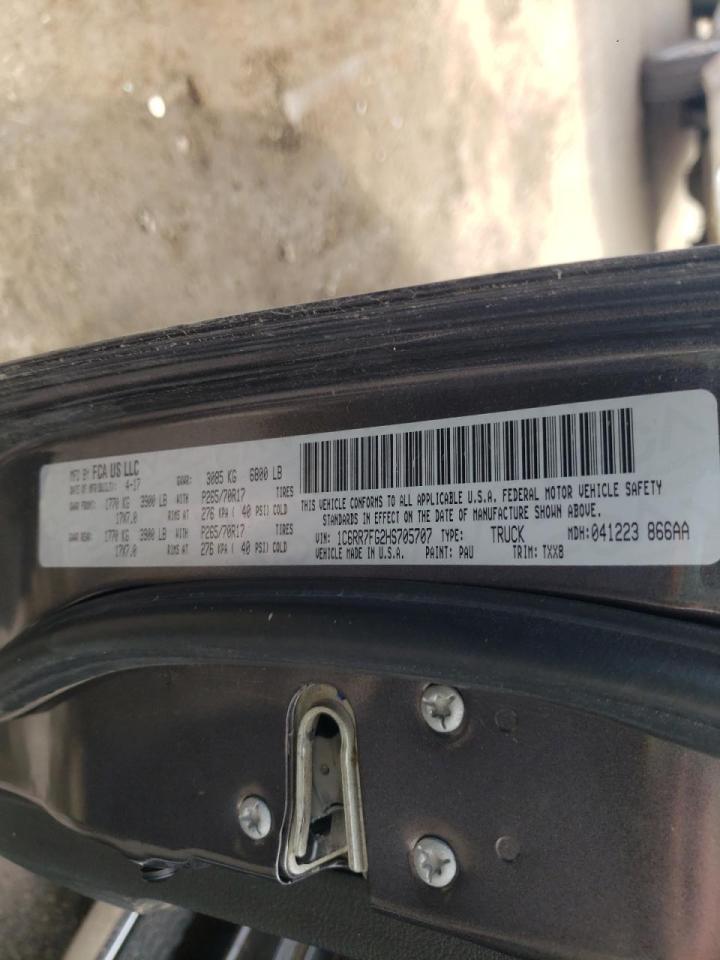 MFD BY FCA US LLC
DATE OF MFR 4-17 GVWR: 3085 KG 6800 LB
GAWR FRONT: 1770 KG 3900 LB WITH P265/70R17 TIRES
17X7.0 RIMS AT 276 KPA ( 40 PSI) COLD
GAWR REAR: 1770 KG 3900 LB WITH P265/70R17 TIRES
17X7.0 RIMS AT 276 KPA ( 40 PSI) COLD
THIS VEHICLE CONFORMS TO ALL APPLICABLE U.S.A. FEDERAL MOTOR VEHICLE SAFETY
STANDARDS IN EFFECT ON THE DATE OF MANUFACTURE SHOWN ABOVE.
VIN: 1C6RR7FG2HS705707 TYPE: TRUCK MDH: 041223 866AA
VEHICLE MADE IN U.S.A. PAINT: PAU TRIM: TXX8